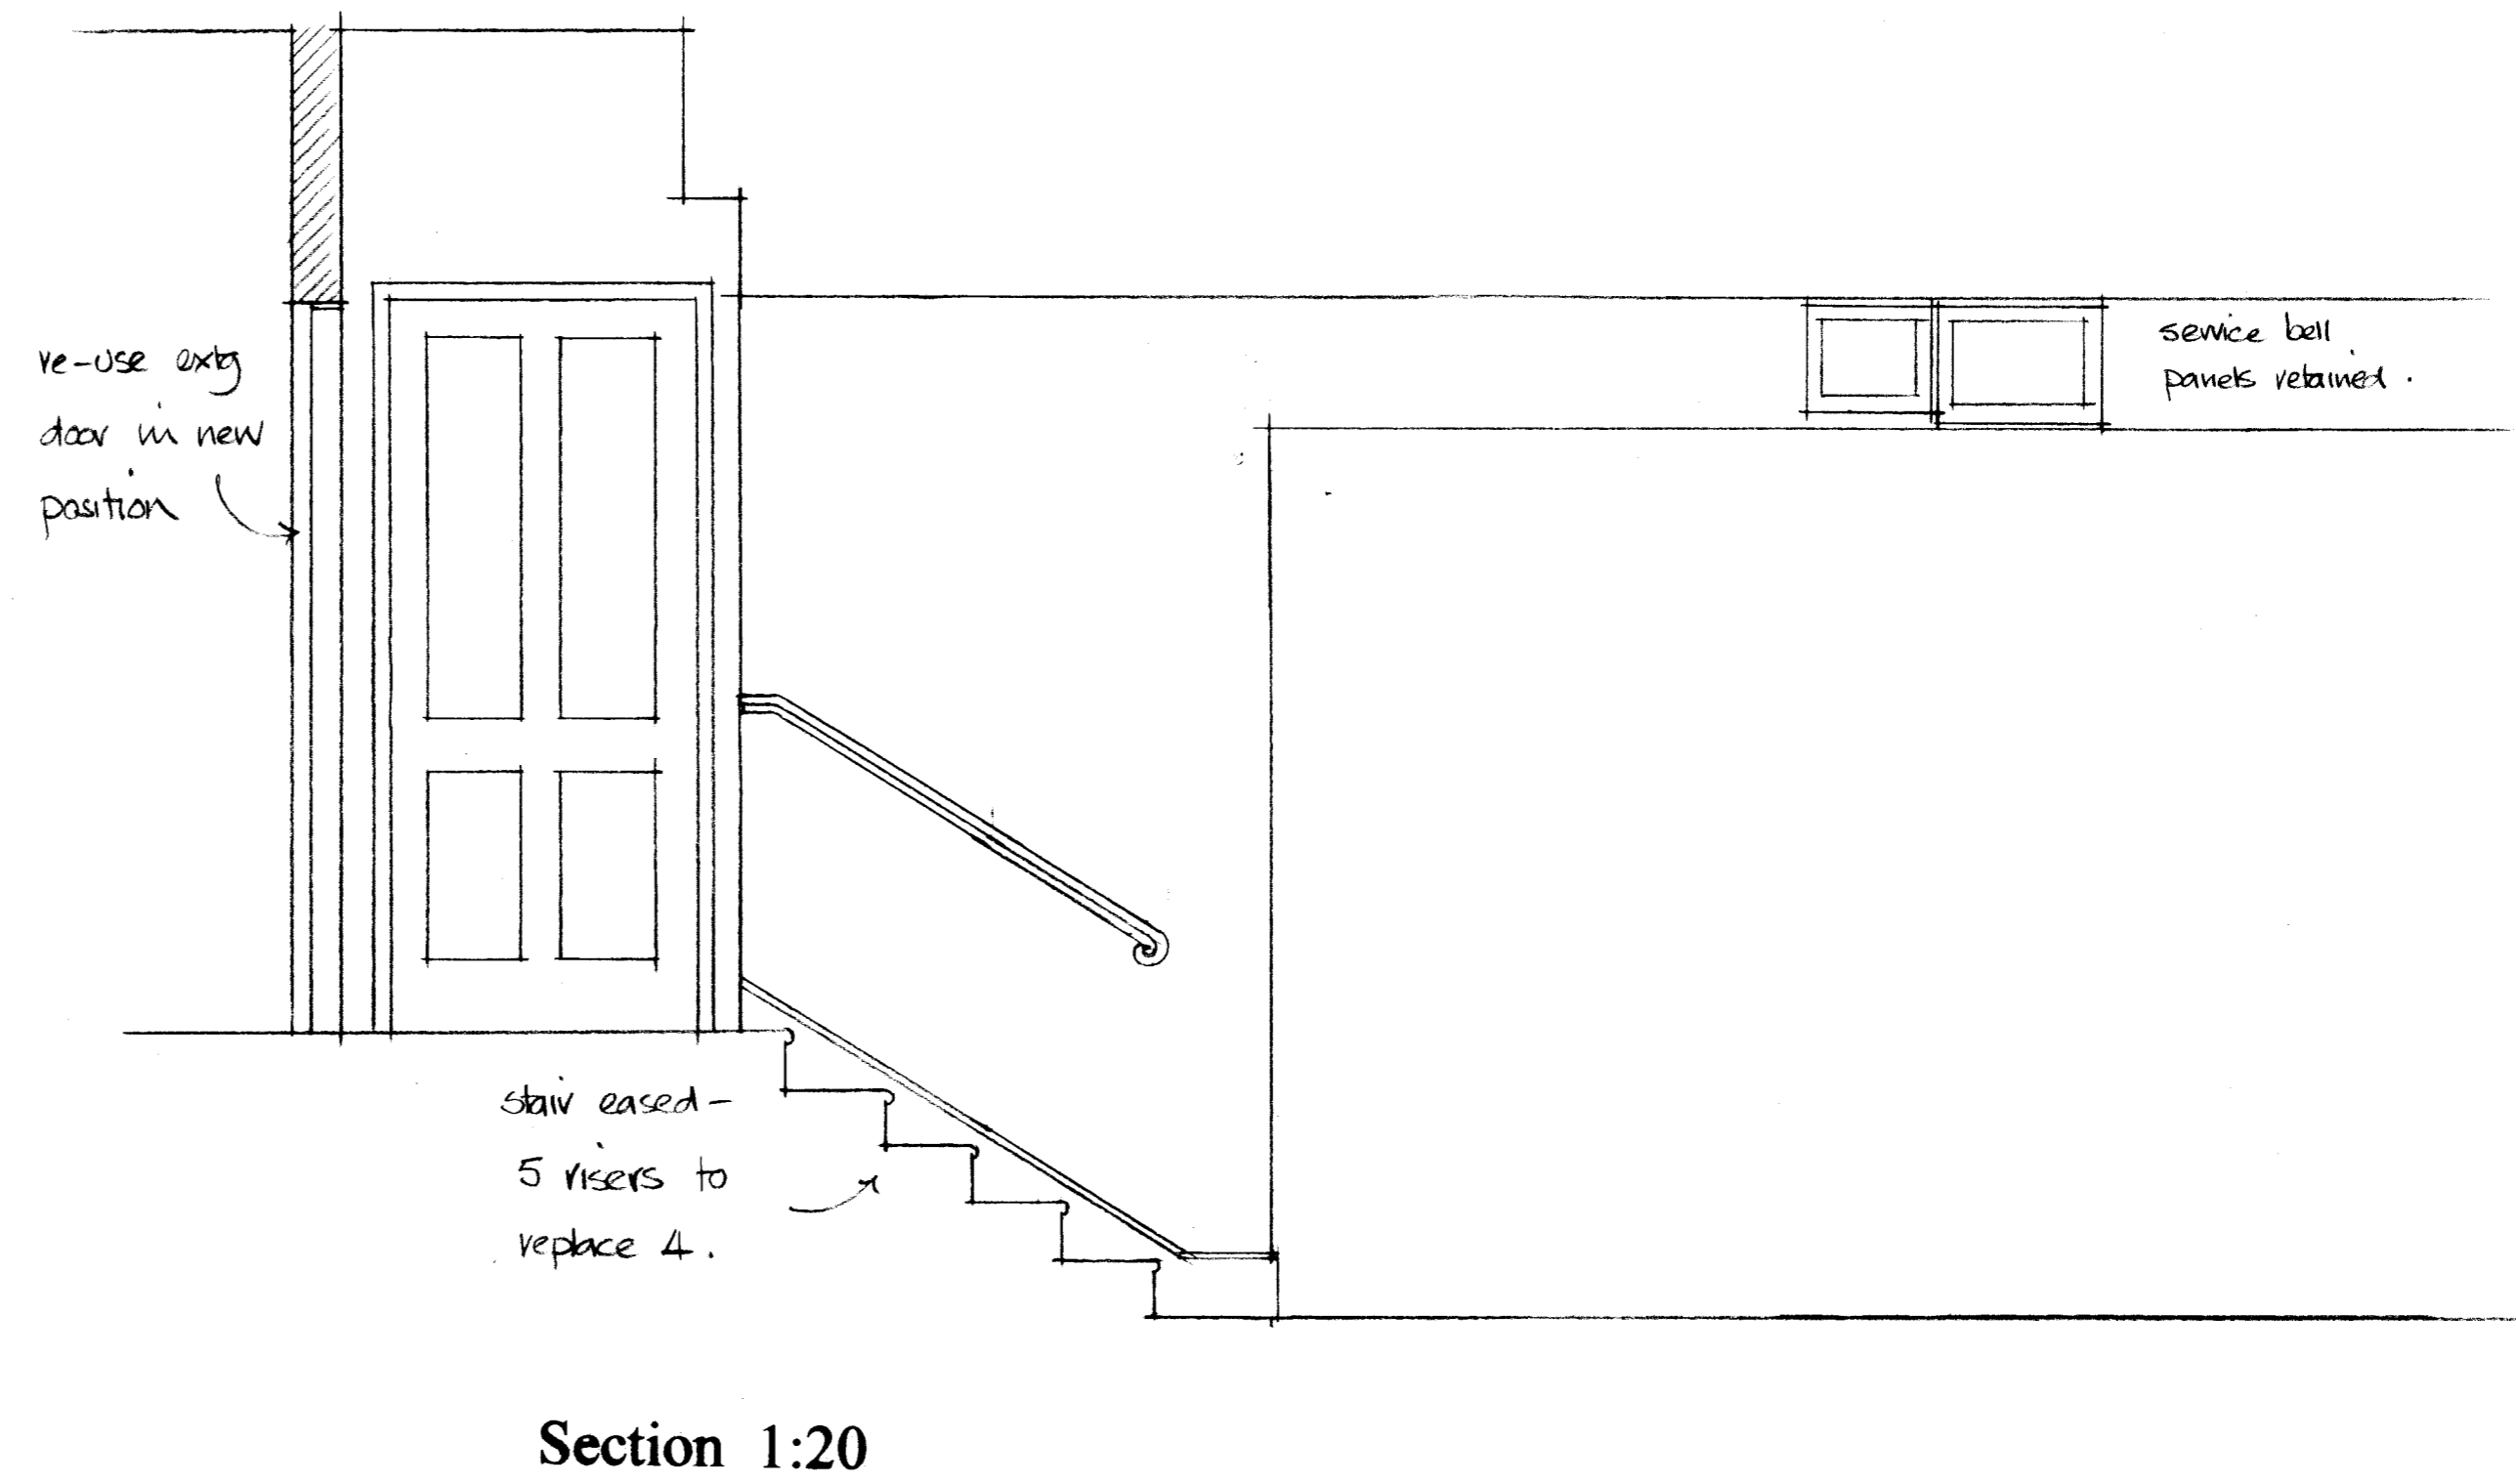 re-use extg
door in new
position
service bell
panels retained.
stair eased-
5 risers to
replace 4.
Section 1:20